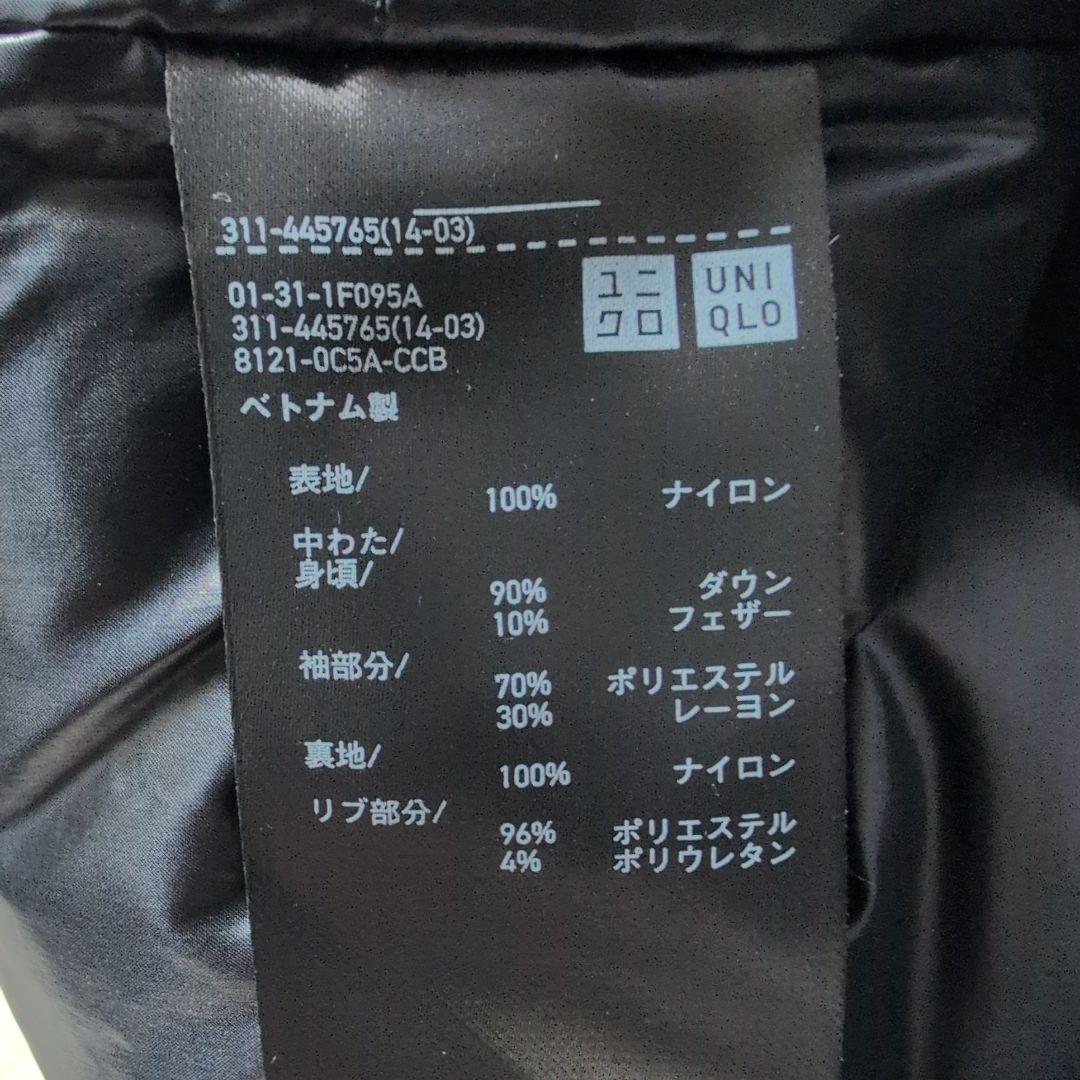 311-445765(14-03)
ユニ
クロ
UNI
QLO
01-31-1F095A
311-445765(14-03)
8121-0C5A-CCB
ベトナム製
表地/
100% ナイロン
中わた/
身頃/
90% ダウン
10% フェザー
袖部分/
70% ポリエステル
30% レーヨン
裏地/
100% ナイロン
リブ部分/
96% ポリエステル
4% ポリウレタン